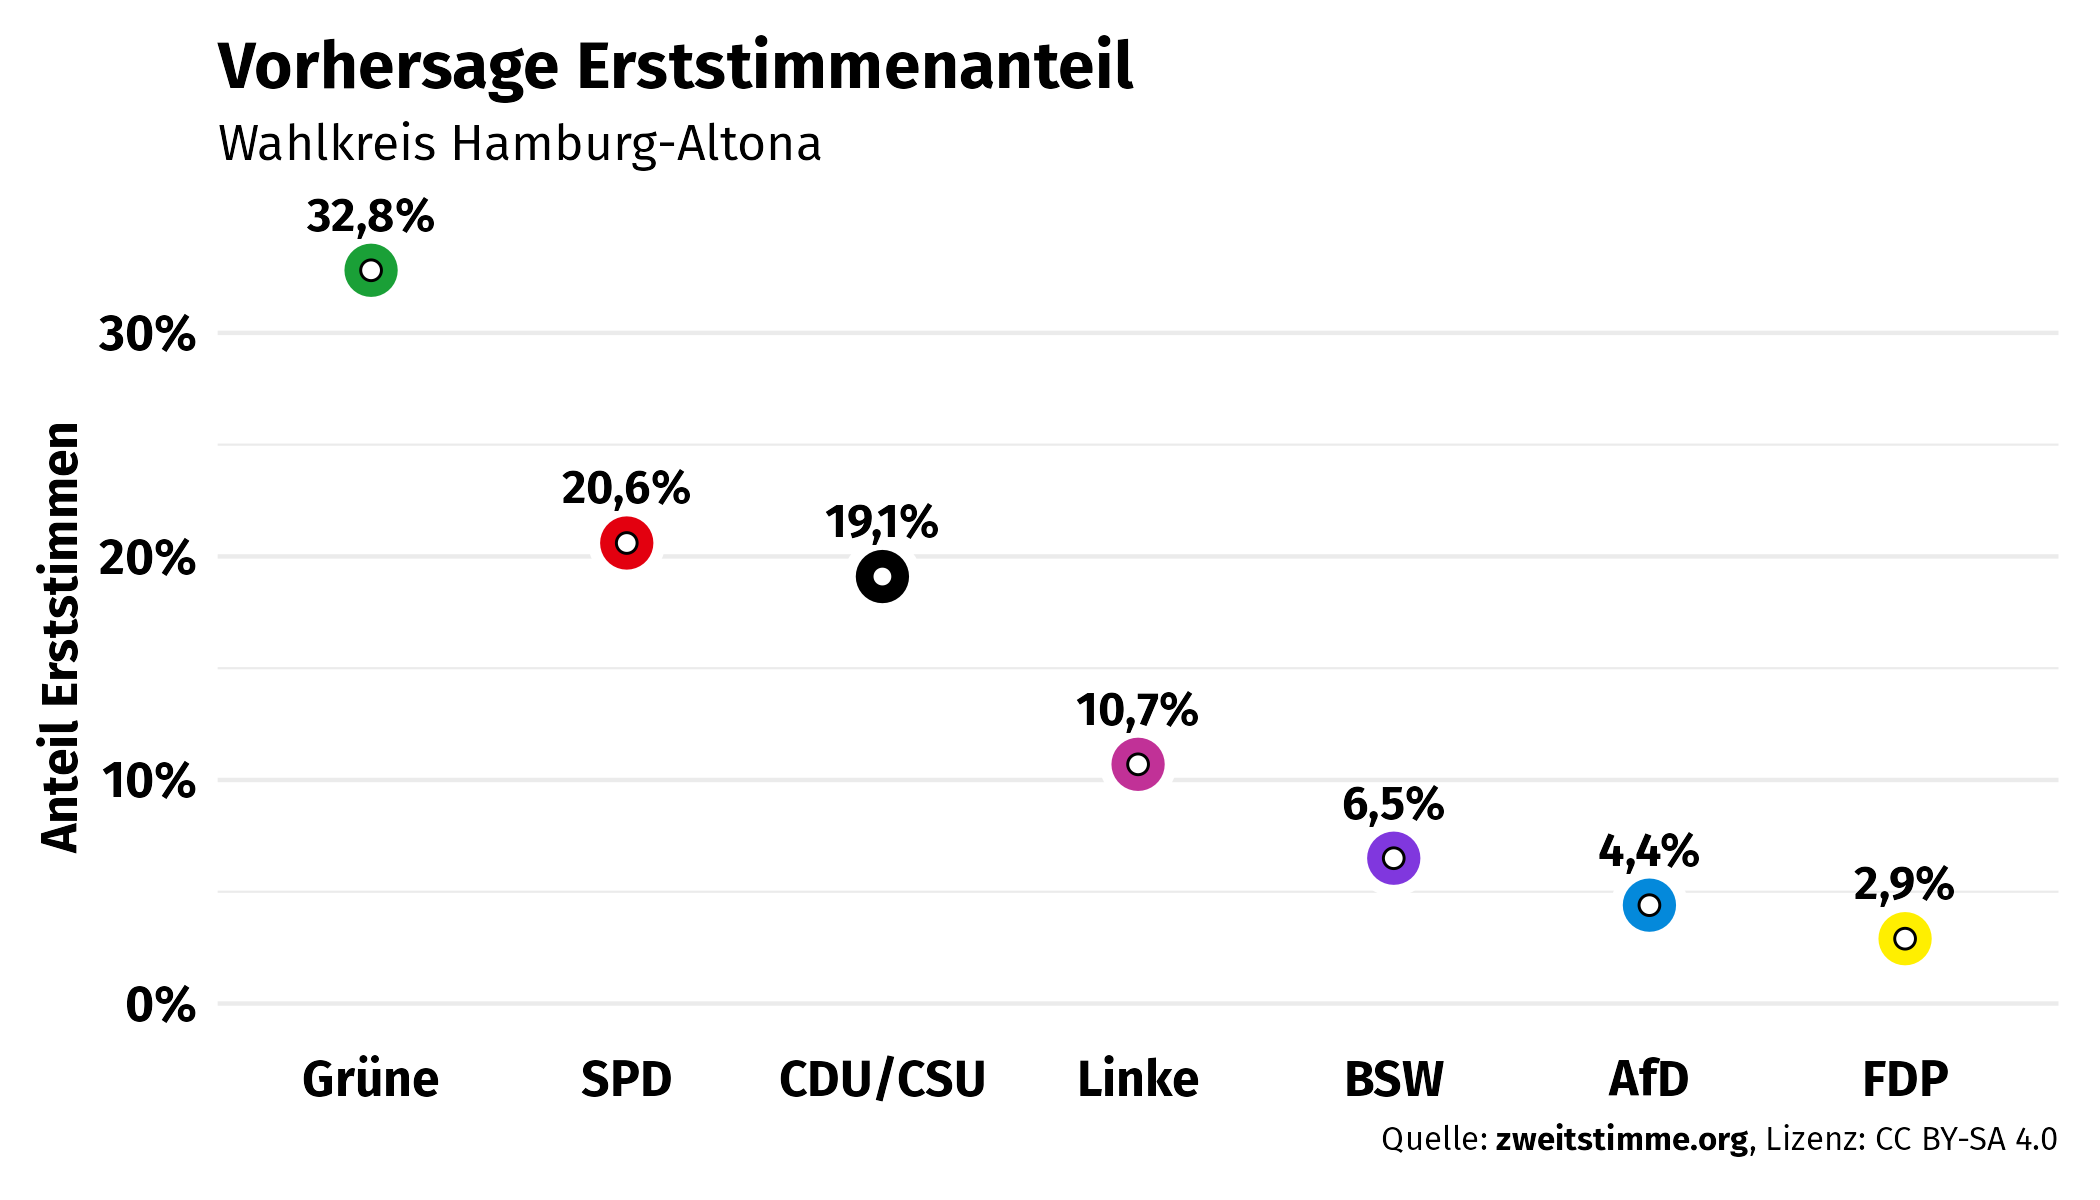 Vorhersage Erststimmenanteil
Wahlkreis Hamburg-Altona
32,8%
30%
20,6%
19,1%
20%
10,7%
10%
6,5%
4,4%
2,9%
0%
Anteil Erststimmen
Grüne SPD CDU/CSU Linke BSW AfD FDP
Quelle: zweitstimme.org, Lizenz: CC BY-SA 4.0